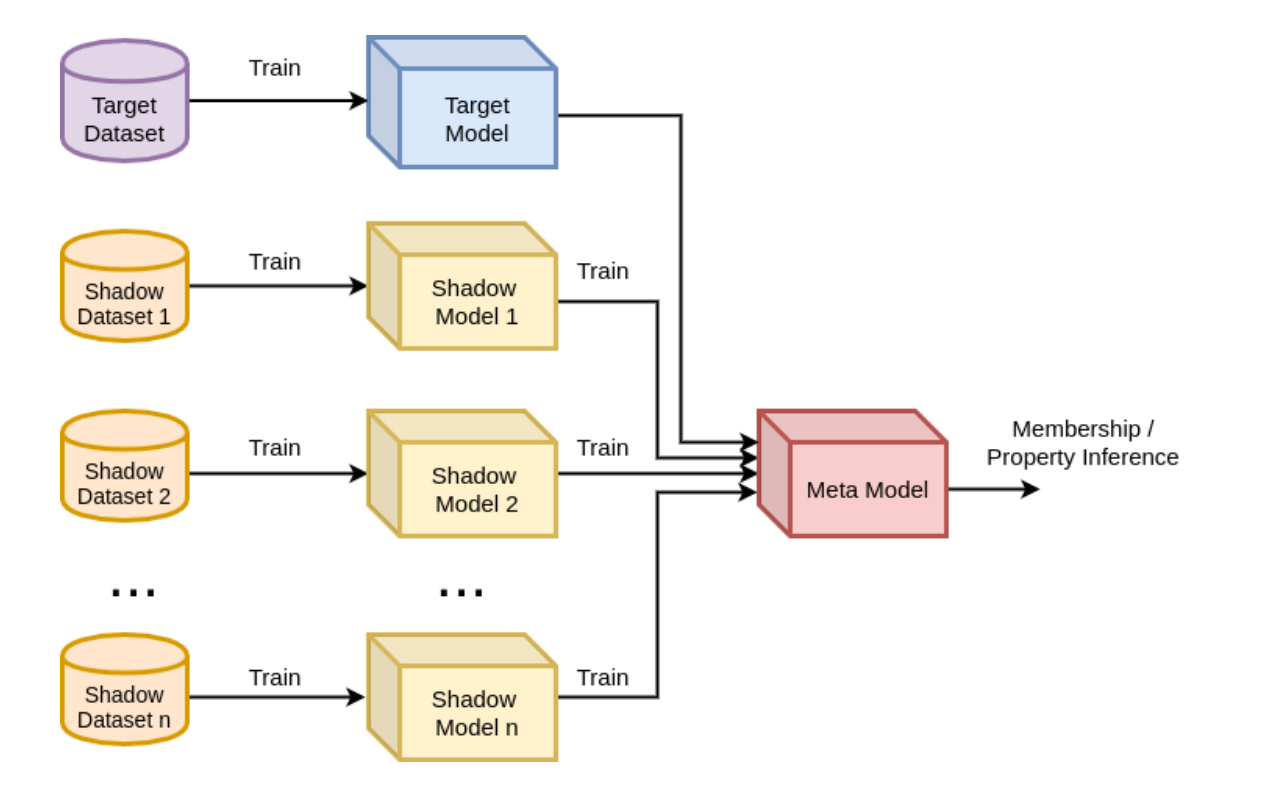 Train
Target
Dataset
Target
Model
Train
Shadow
Dataset 1
Shadow
Model 1
Train
Train
Shadow
Dataset 2
Shadow
Model 2
Train
Membership /
Property Inference
Meta Model
...
...
Train
Shadow
Dataset n
Shadow
Model n
Train